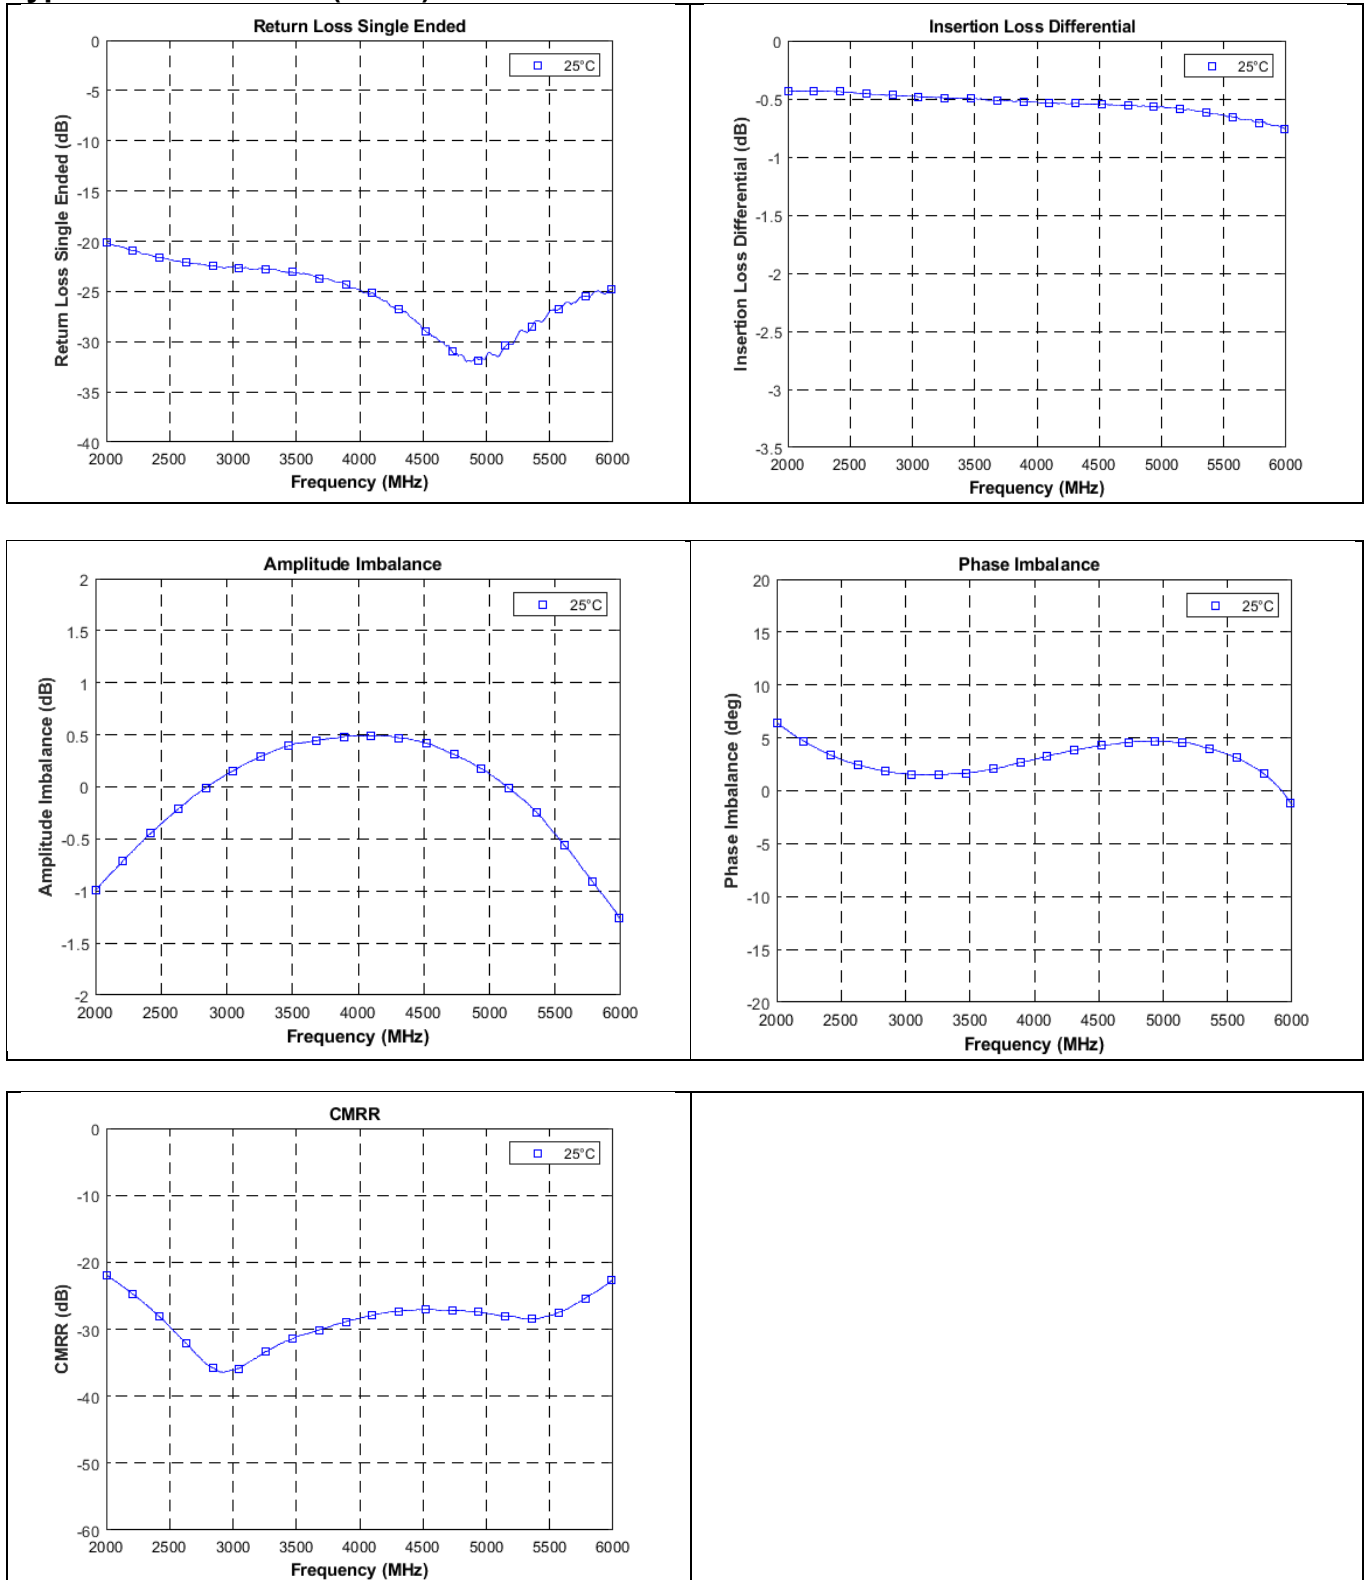 Return Loss Single Ended
25°C
0
-5
-10
-15
-20
-25
-30
-35
-40
Return Loss Single Ended (dB)
2000 2500 3000 3500 4000 4500 5000 5500 6000
Frequency (MHz)
Insertion Loss Differential
25°C
0
-0.5
-1
-1.5
-2
-2.5
-3
-3.5
Insertion Loss Differential (dB)
2000 2500 3000 3500 4000 4500 5000 5500 6000
Frequency (MHz)
Amplitude Imbalance
25°C
2
1.5
1
0.5
0
-0.5
-1
-1.5
-2
Amplitude Imbalance (dB)
2000 2500 3000 3500 4000 4500 5000 5500 6000
Frequency (MHz)
Phase Imbalance
25°C
20
15
10
5
0
-5
-10
-15
-20
Phase Imbalance (deg)
2000 2500 3000 3500 4000 4500 5000 5500 6000
Frequency (MHz)
CMRR
25°C
0
-10
-20
-30
-40
-50
-60
CMRR (dB)
2000 2500 3000 3500 4000 4500 5000 5500 6000
Frequency (MHz)